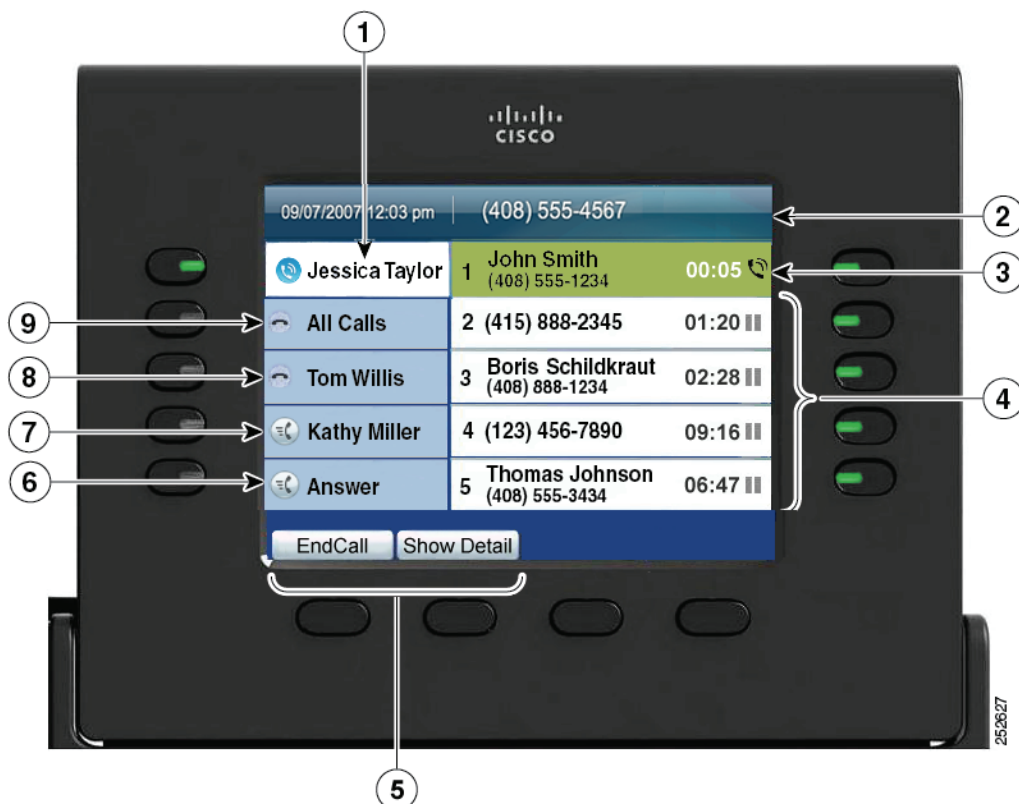 1
CISCO
09/07/2007 12:03 pm
(408) 555-4567
2
Jessica Taylor
1
John Smith
(408) 555-1234
00:05
3
9
All Calls
2 (415) 888-2345
01:20
8
Tom Willis
3
Boris Schildkraut
(408) 888-1234
02:28
4
7
Kathy Miller
4 (123) 456-7890
09:16
6
Answer
5
Thomas Johnson
(408) 555-3434
06:47
EndCall
Show Detail
5
252627